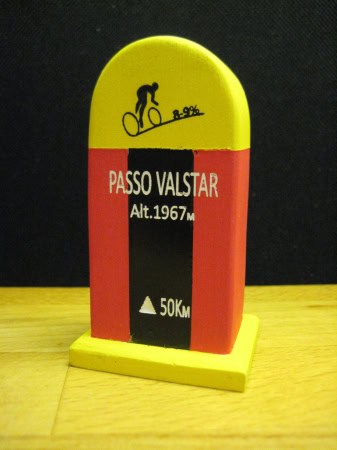 8-9%
PASSO VALSTAR
Alt.1967M
50KM